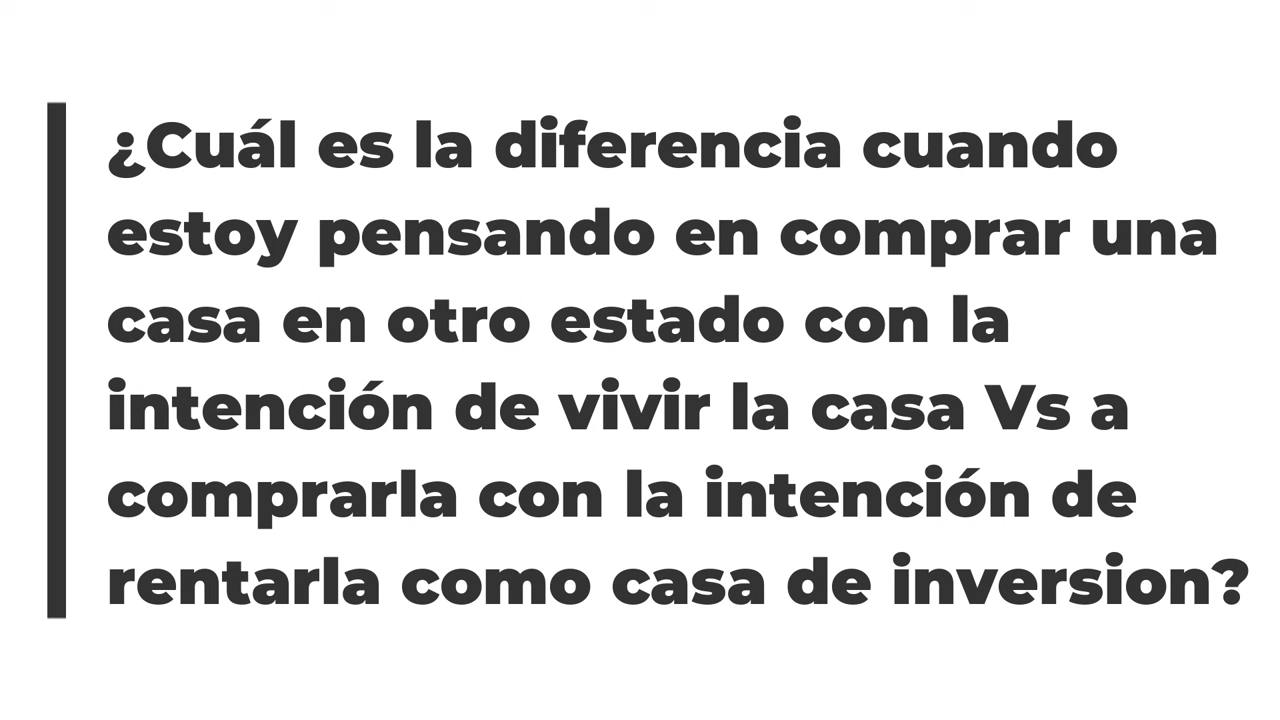 ¿Cuál es la diferencia cuando
estoy pensando en comprar una
casa en otro estado con la
intención de vivir la casa Vs a
comprarla con la intención de
rentarla como casa de inversion?